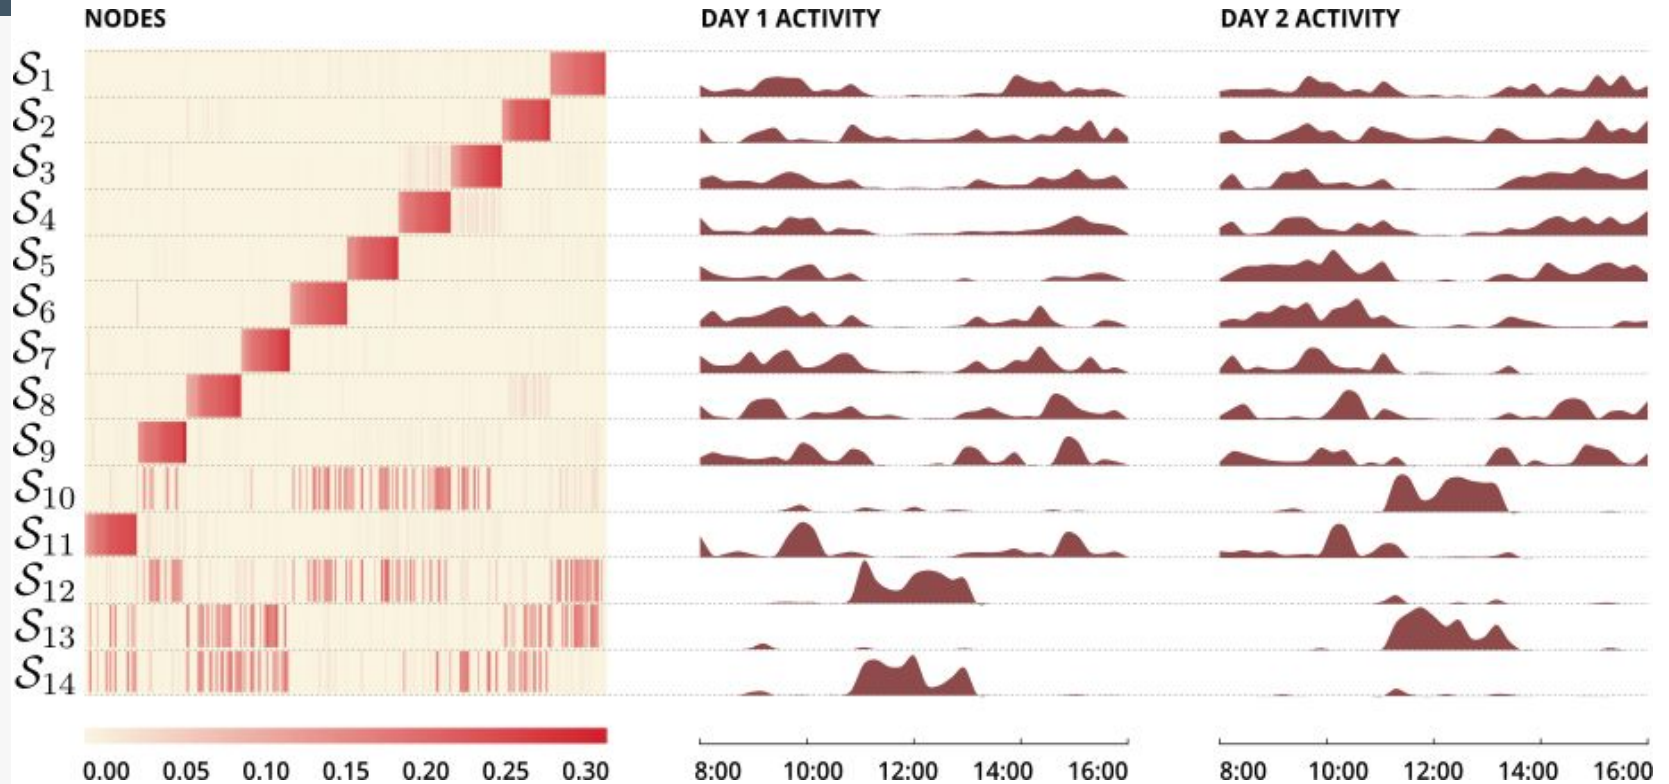 NODES DAY 1 ACTIVITY DAY 2 ACTIVITY
S1
S2
S3
S4
S5
S6
S7
S8
S9
S10
S11
S12
S13
S14
0.00 0.05 0.10 0.15 0.20 0.25 0.30 8:00 10:00 12:00 14:00 16:00 8:00 10:00 12:00 14:00 16:00